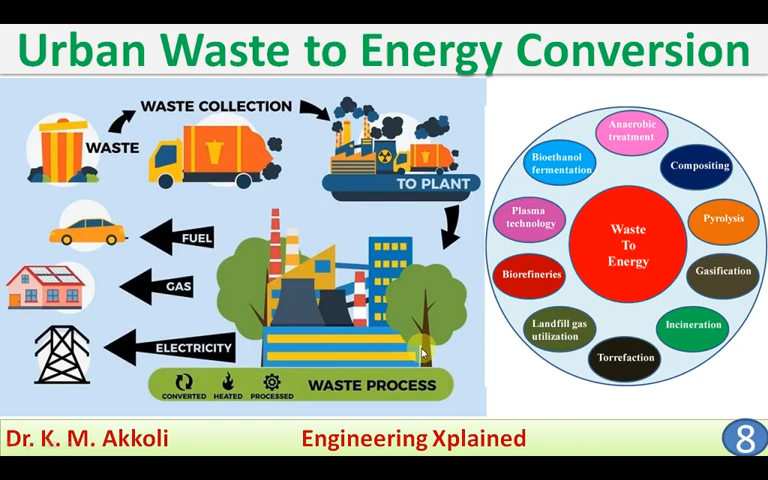 Urban Waste to Energy Conversion
WASTE COLLECTION
WASTE
TO PLANT
FUEL
GAS
ELECTRICITY
CONVERTED
HEATED
PROCESSED
WASTE PROCESS
Anaerobic
treatment
Compositing
Pyrolysis
Gasification
Incineration
Torrefaction
Landfill gas
utilization
Biorefineries
Plasma
technology
Bioethanol
fermentation
Waste
To
Energy
Dr. K. M. Akkoli
Engineering Xplained
8